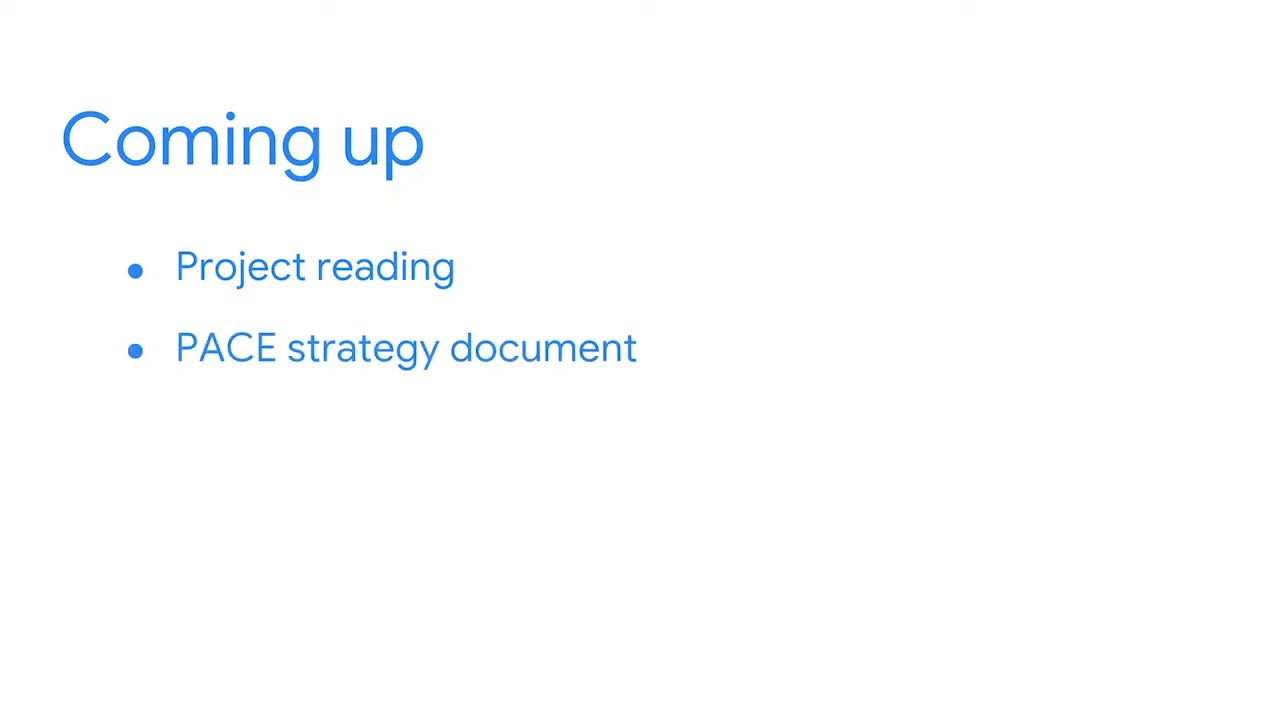 Coming up
● Project reading
● PACE strategy document